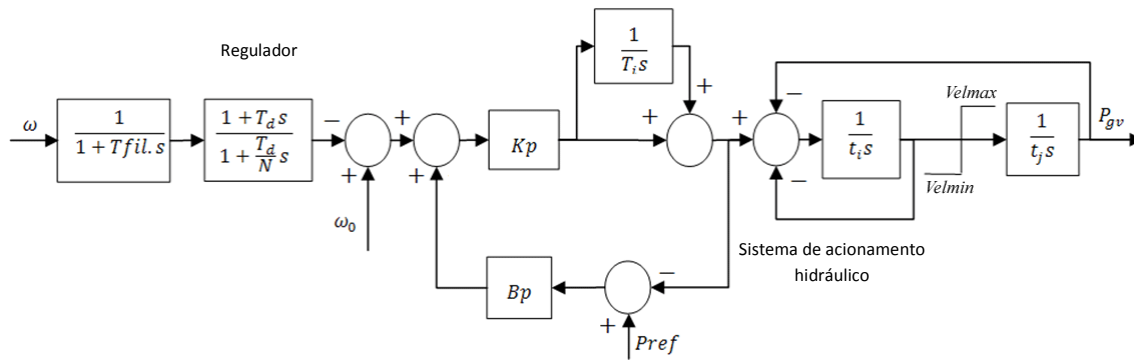 Regulador
ω
1
1 + Tfil.s
1 + T_d s
1 + T_d/N s
−
+
ω₀
+
+
Kp
1
T_i s
+
+
+
−
−
1
t_i s
Velmax
Velmin
1
t_j s
P_gv
Bp
−
+
Pref
Sistema de acionamento
hidráulico